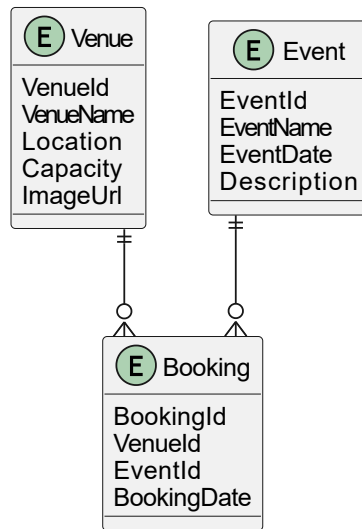 E Venue
VenueId
VenueName
Location
Capacity
ImageUrl
E Event
EventId
EventName
EventDate
Description
E Booking
BookingId
VenueId
EventId
BookingDate